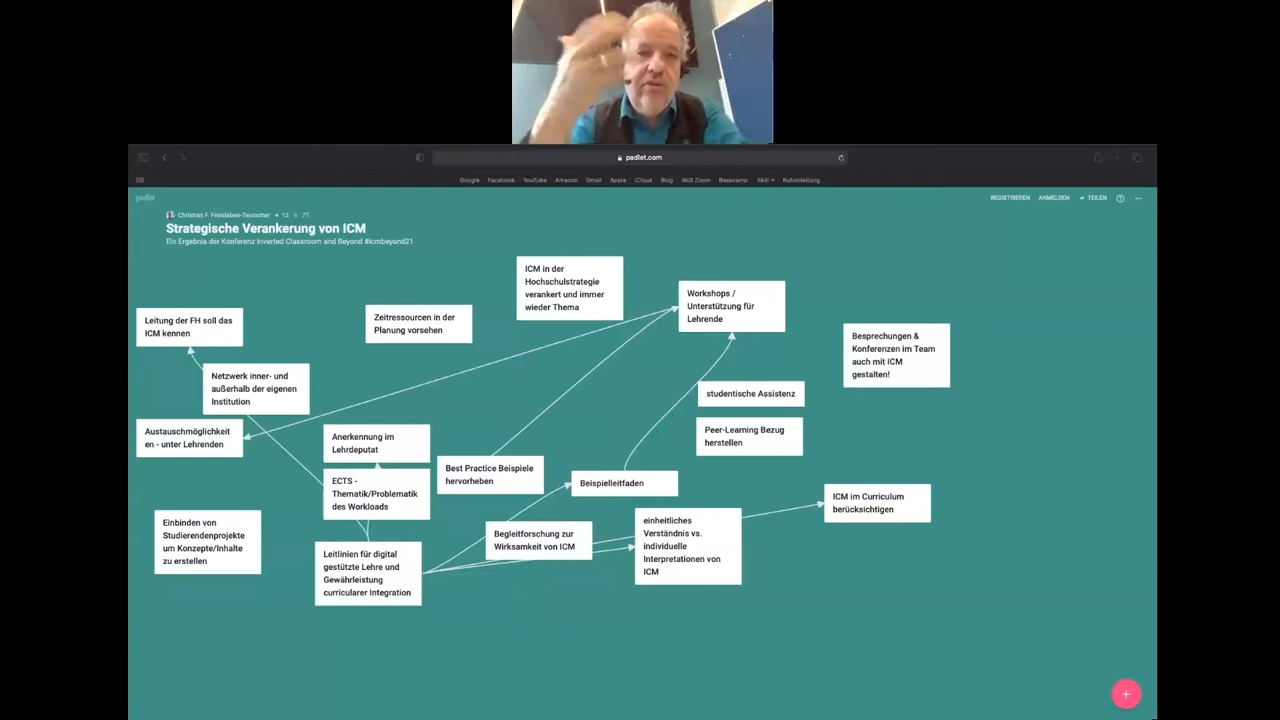 padlet.com
Google Facebook YouTube Amazon Gmail Apple iCloud Blog Skill Zoom Basecamp Skill Rufumleitung
padlet
REGISTRIEREN ANMELDEN TEILEN
Christian F. Freisleben-Teutscher + 12 7T.
Strategische Verankerung von ICM
Ein Ergebnis der Konferenz Inverted Classroom and Beyond #icmbeyond21
ICM in der
Hochschulstrategie
verankert und immer
wieder Thema
Workshops /
Unterstützung für
Lehrende
Leitung der FH soll das
ICM kennen
Zeitressourcen in der
Planung vorsehen
Besprechungen &
Konferenzen im Team
auch mit ICM
gestalten!
Netzwerk inner- und
außerhalb der eigenen
Institution
studentische Assistenz
Austauschmöglichkeit
en - unter Lehrenden
Anerkennung im
Lehrdeputat
Peer-Learning Bezug
herstellen
Best Practice Beispiele
hervorheben
ECTS -
Thematik/Problematik
des Workloads
Beispielleitfaden
ICM im Curriculum
berücksichtigen
Einbinden von
Studierendenprojekte
um Konzepte/Inhalte
zu erstellen
einheitliches
Verständnis vs.
individuelle
Interpretationen von
ICM
Begleitforschung zur
Wirksamkeit von ICM
Leitlinien für digital
gestützte Lehre und
Gewährleistung
curricularer Integration